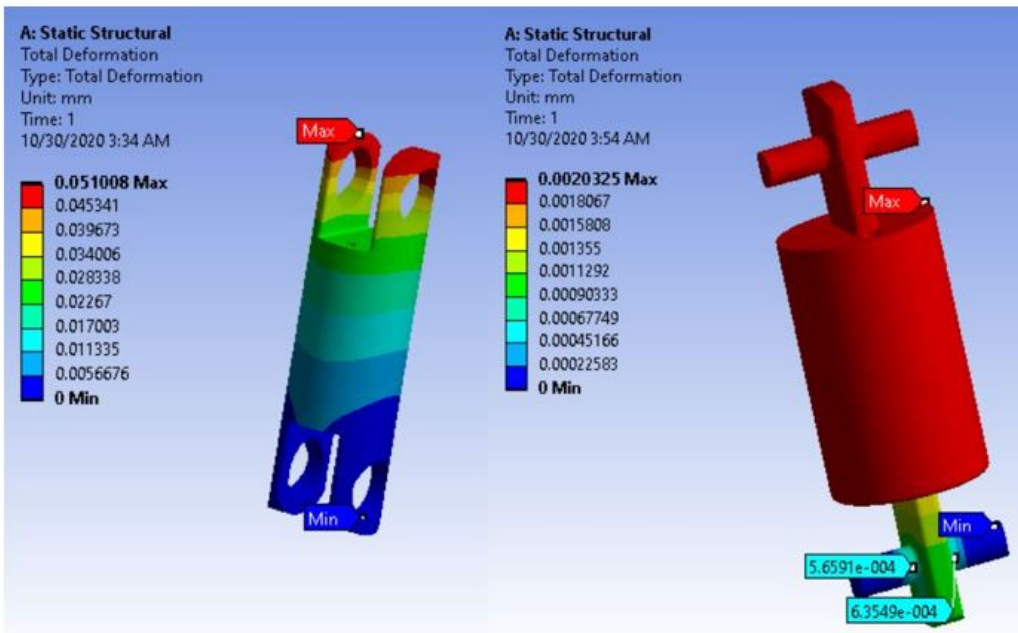 A: Static Structural
Total Deformation
Type: Total Deformation
Unit: mm
Time: 1
10/30/2020 3:34 AM
0.051008 Max
0.045341
0.039673
0.034006
0.028338
0.02267
0.017003
0.011335
0.0056676
0 Min
Max
Min
A: Static Structural
Total Deformation
Type: Total Deformation
Unit: mm
Time: 1
10/30/2020 3:54 AM
0.0020325 Max
0.0018067
0.0015808
0.001355
0.0011292
0.00090333
0.00067749
0.00045166
0.00022583
0 Min
Max
Min
5.6591e-004
6.3549e-004